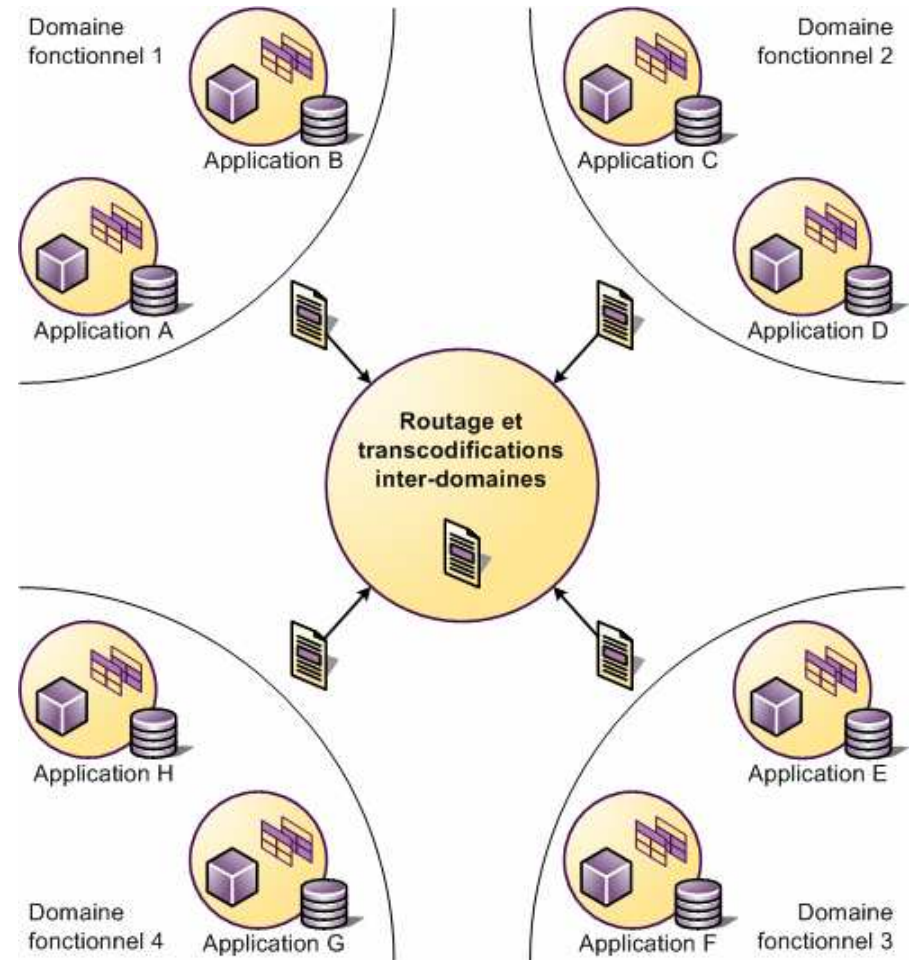 Domaine
fonctionnel 1
Application B
Application A
Domaine
fonctionnel 2
Application C
Application D
Routage et
transcodifications
inter-domaines
Application H
Application G
Domaine
fonctionnel 4
Application E
Application F
Domaine
fonctionnel 3